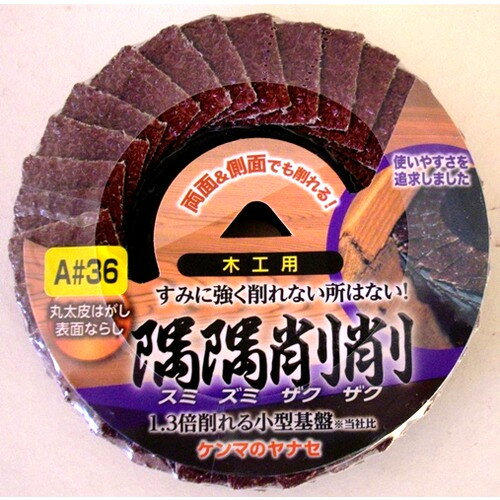 両面&側面でも削れる!
使いやすさを
追求しました
木工用
A#36
すみに強く削れない所はない!
丸太皮はがし
表面ならし
隅隅削削
スミ ズミ ザク ザク
1.3倍削れる小型基盤※当社比
ケンマのヤナセ